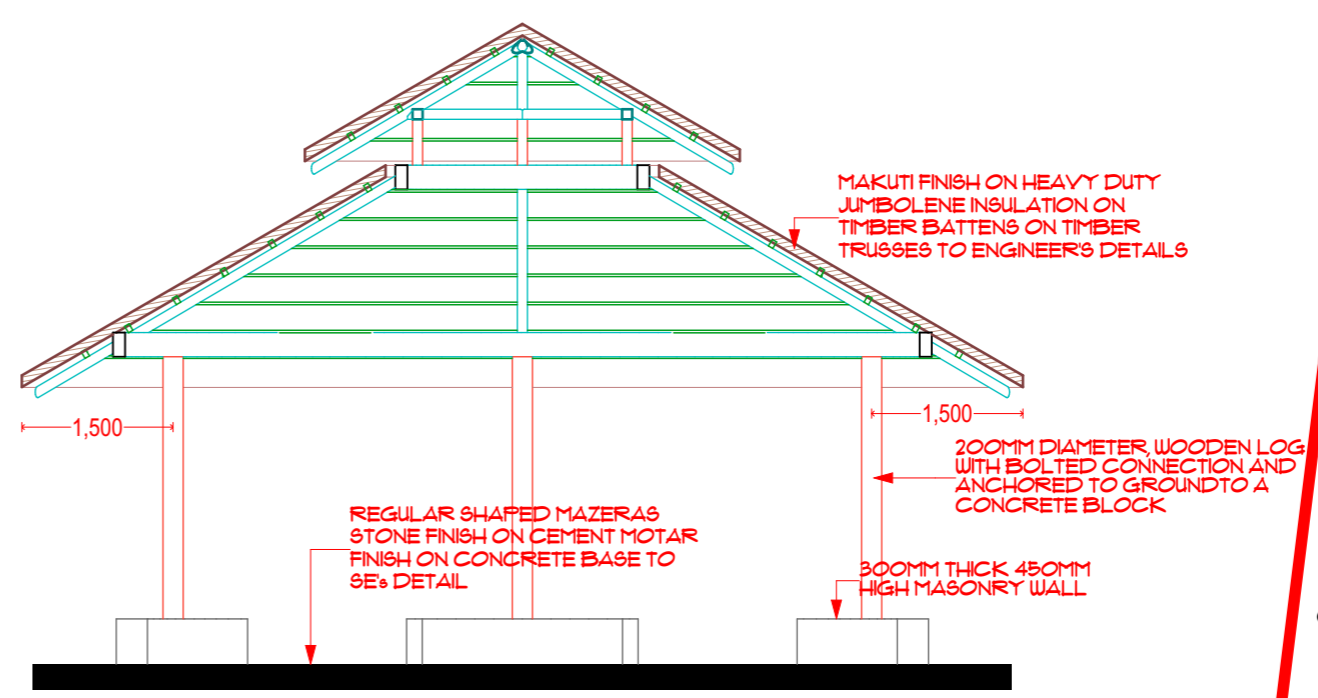 MAKUTI FINISH ON HEAVY DUTY
JUMBOLENE INSULATION ON
TIMBER BATTENS ON TIMBER
TRUSSES TO ENGINEER'S DETAILS
1,500
1,500
200MM DIAMETER, WOODEN LOG
WITH BOLTED CONNECTION AND
ANCHORED TO GROUNDTO A
CONCRETE BLOCK
REGULAR SHAPED MAZERAS
STONE FINISH ON CEMENT MOTAR
FINISH ON CONCRETE BASE TO
SE's DETAIL
300MM THICK 450MM
HIGH MASONRY WALL